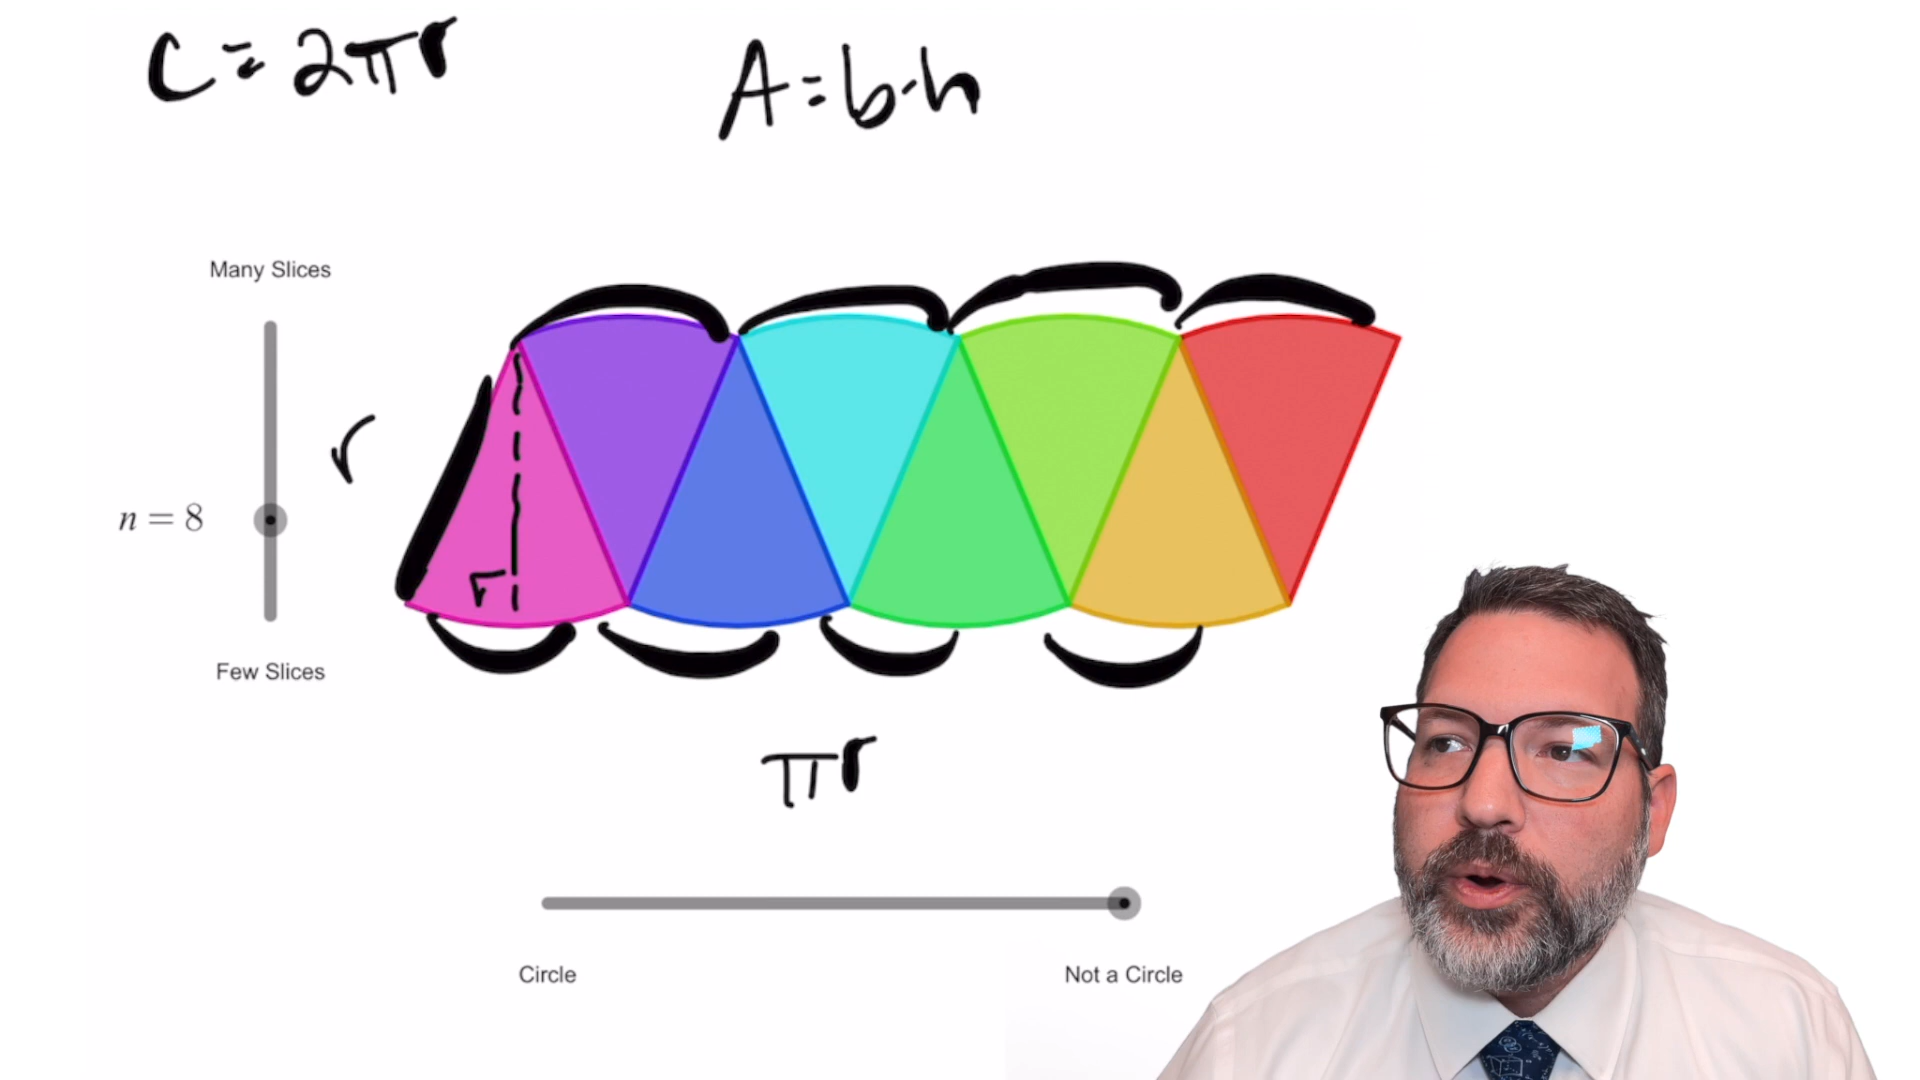 C = 2πr
A = b·h
Many Slices
r
n = 8
Few Slices
πr
Circle
Not a Circle